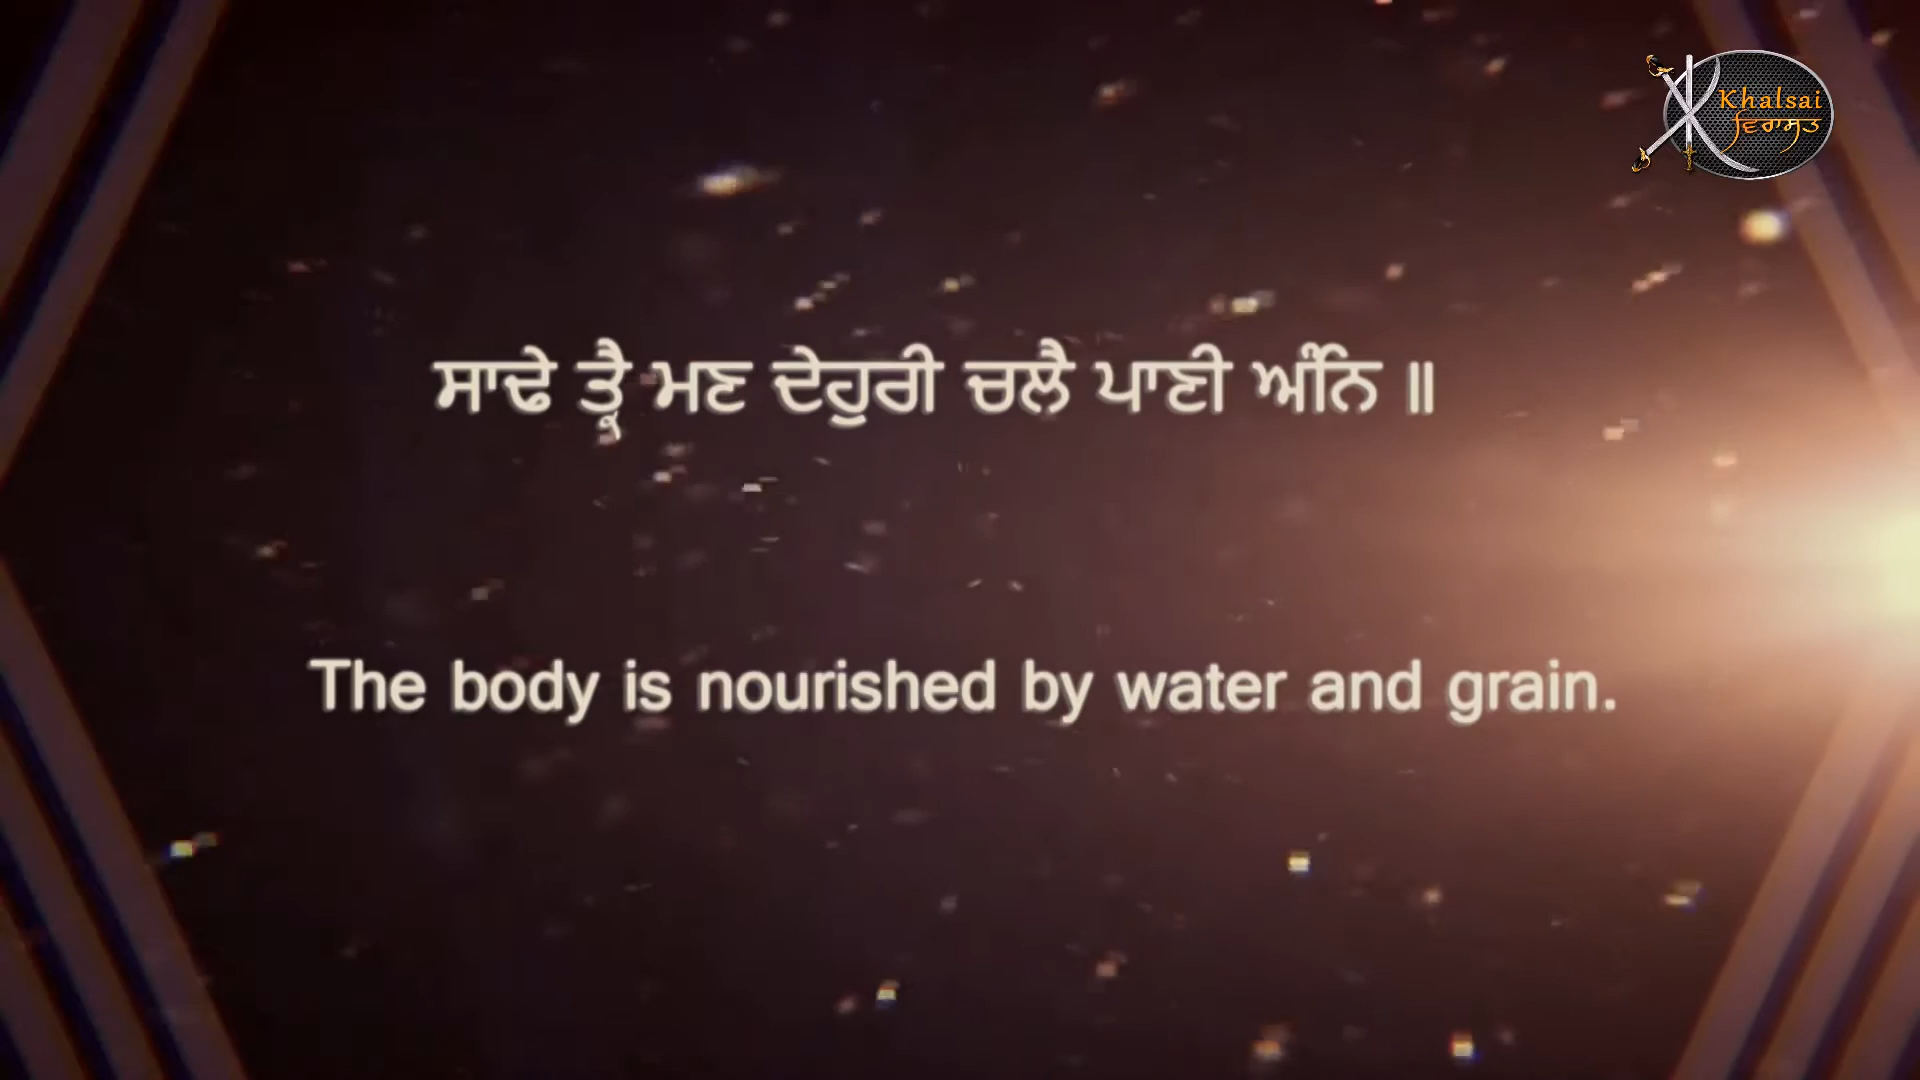 Khalsai
ਵਿਰਾਸਤ
ਸਾਢੇ ਤ੍ਰੈ ਮਣ ਦੇਹੁਰੀ ਚਲੈ ਪਾਣੀ ਅੰਨਿ ॥
The body is nourished by water and grain.